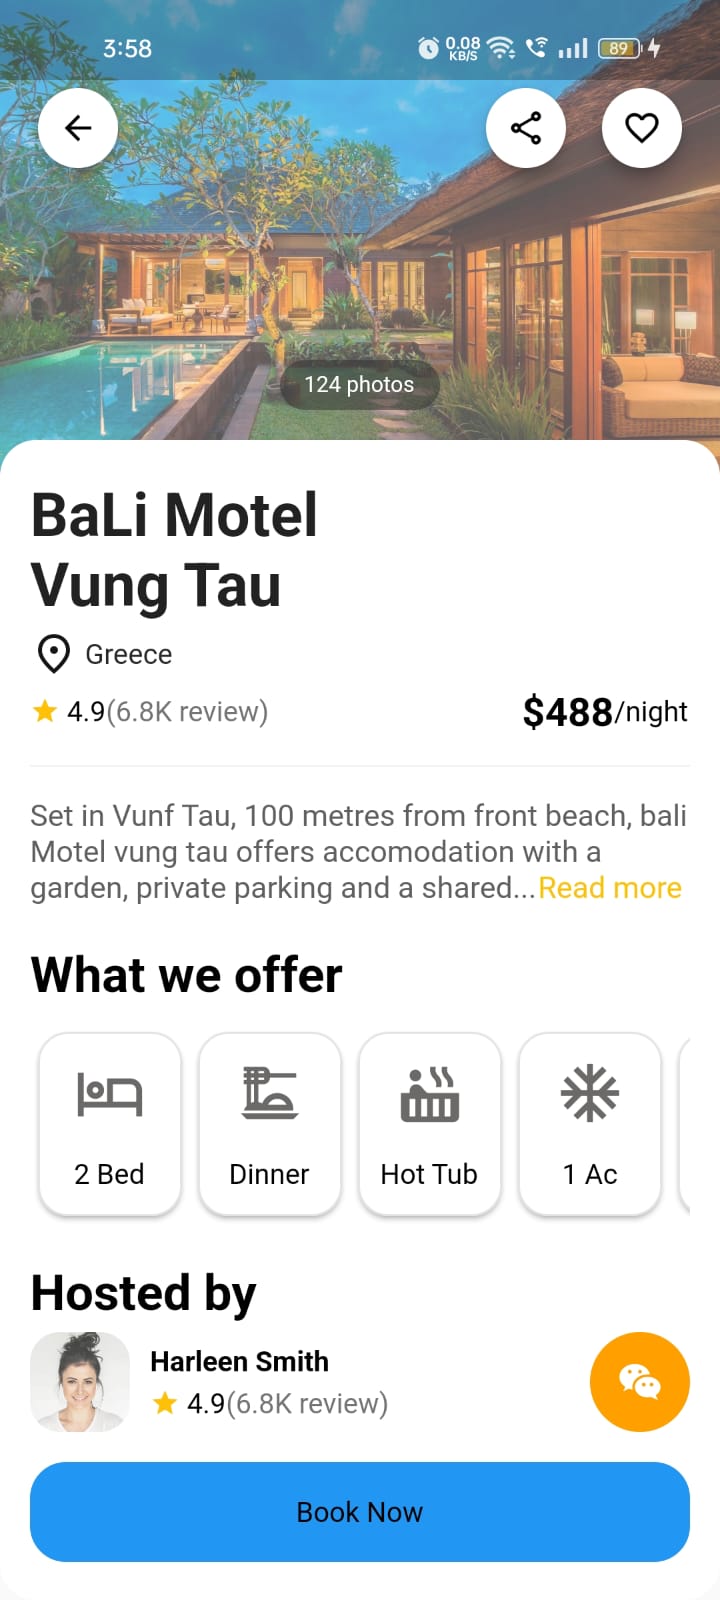 3:58
0.08
KB/S
89
124 photos
BaLi Motel
Vung Tau
Greece
4.9(6.8K review)
$488/night
Set in Vunf Tau, 100 metres from front beach, bali
Motel vung tau offers accomodation with a
garden, private parking and a shared...Read more
What we offer
2 Bed
Dinner
Hot Tub
1 Ac
Hosted by
Harleen Smith
4.9(6.8K review)
Book Now